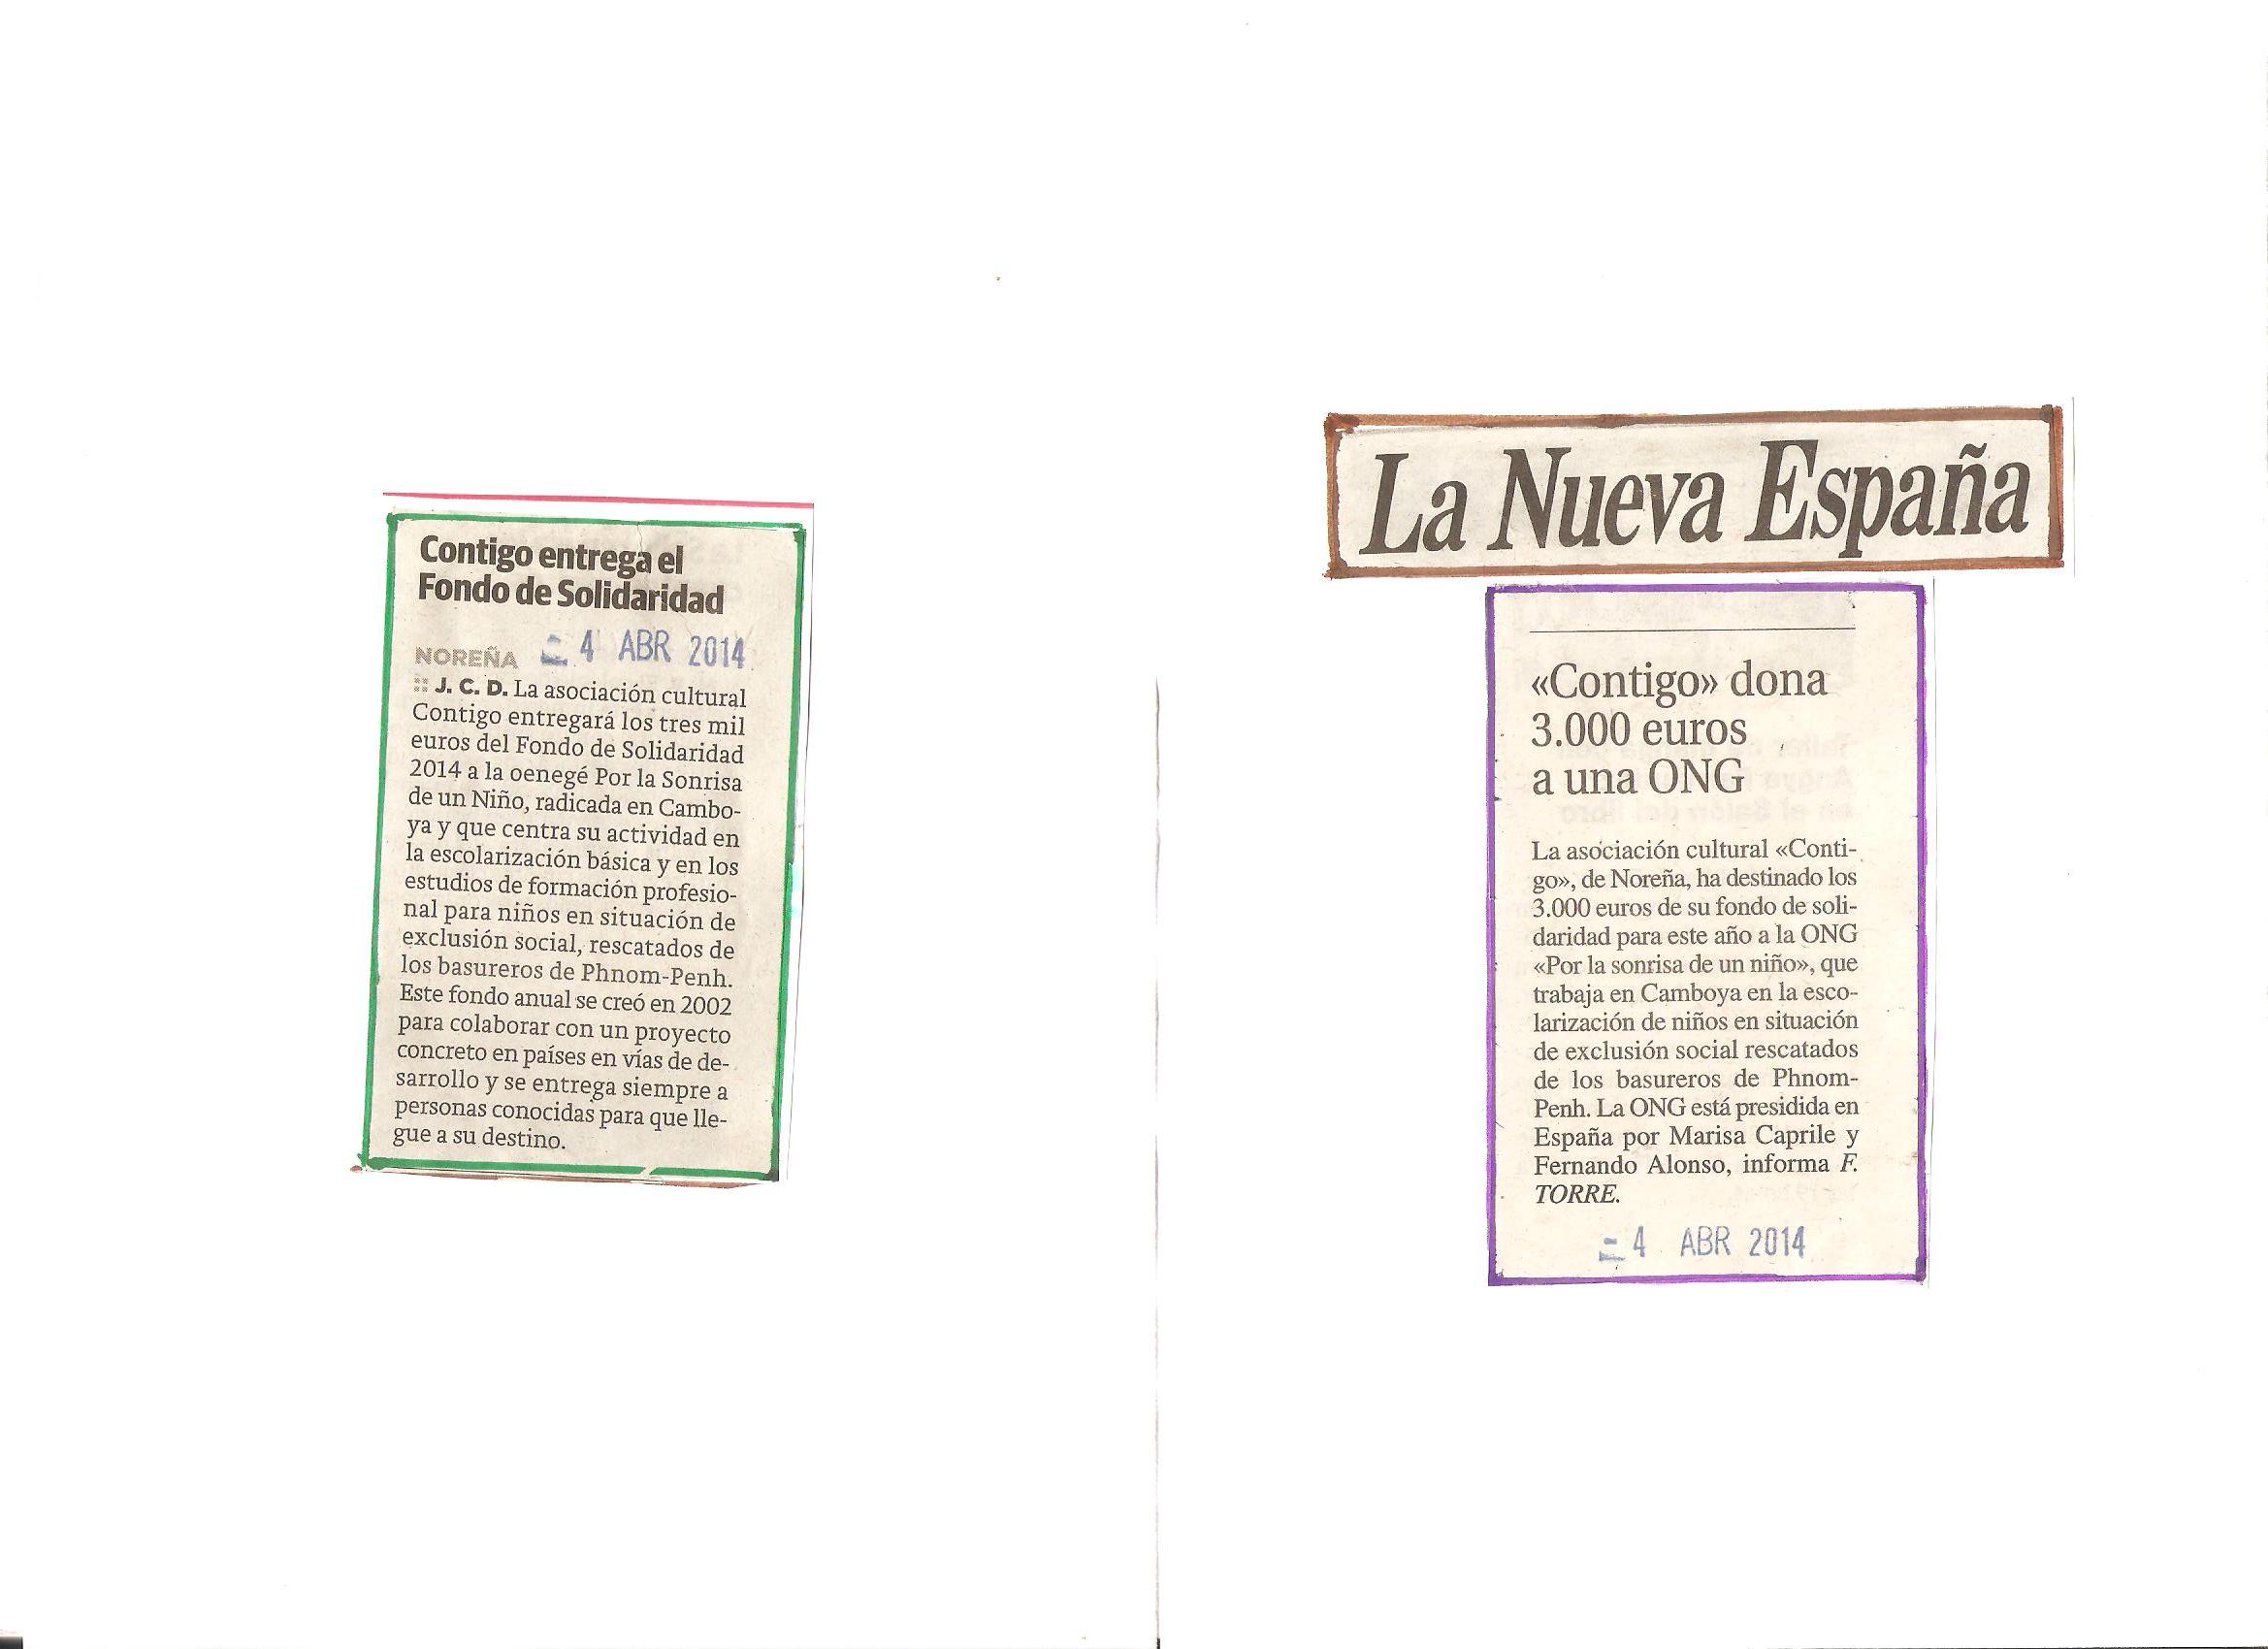 Contigo entrega el
Fondo de Solidaridad
NOREÑA 4 ABR 2014
J. C. D. La asociación cultural
Contigo entregará los tres mil
euros del Fondo de Solidaridad
2014 a la oenegé Por la Sonrisa
de un Niño, radicada en Cambo-
ya y que centra su actividad en
la escolarización básica y en los
estudios de formación profesio-
nal para niños en situación de
exclusión social, rescatados de
los basureros de Phnom-Penh.
Este fondo anual se creó en 2002
para colaborar con un proyecto
concreto en países en vías de de-
sarrollo y se entrega siempre a
personas conocidas para que lle-
gue a su destino.
La Nueva España
«Contigo» dona
3.000 euros
a una ONG
La asociación cultural «Conti-
go», de Noreña, ha destinado los
3.000 euros de su fondo de soli-
daridad para este año a la ONG
«Por la sonrisa de un niño», que
trabaja en Camboya en la esco-
larización de niños en situación
de exclusión social rescatados
de los basureros de Phnom-
Penh. La ONG está presidida en
España por Marisa Caprile y
Fernando Alonso, informa F.
TORRE.
4 ABR 2014